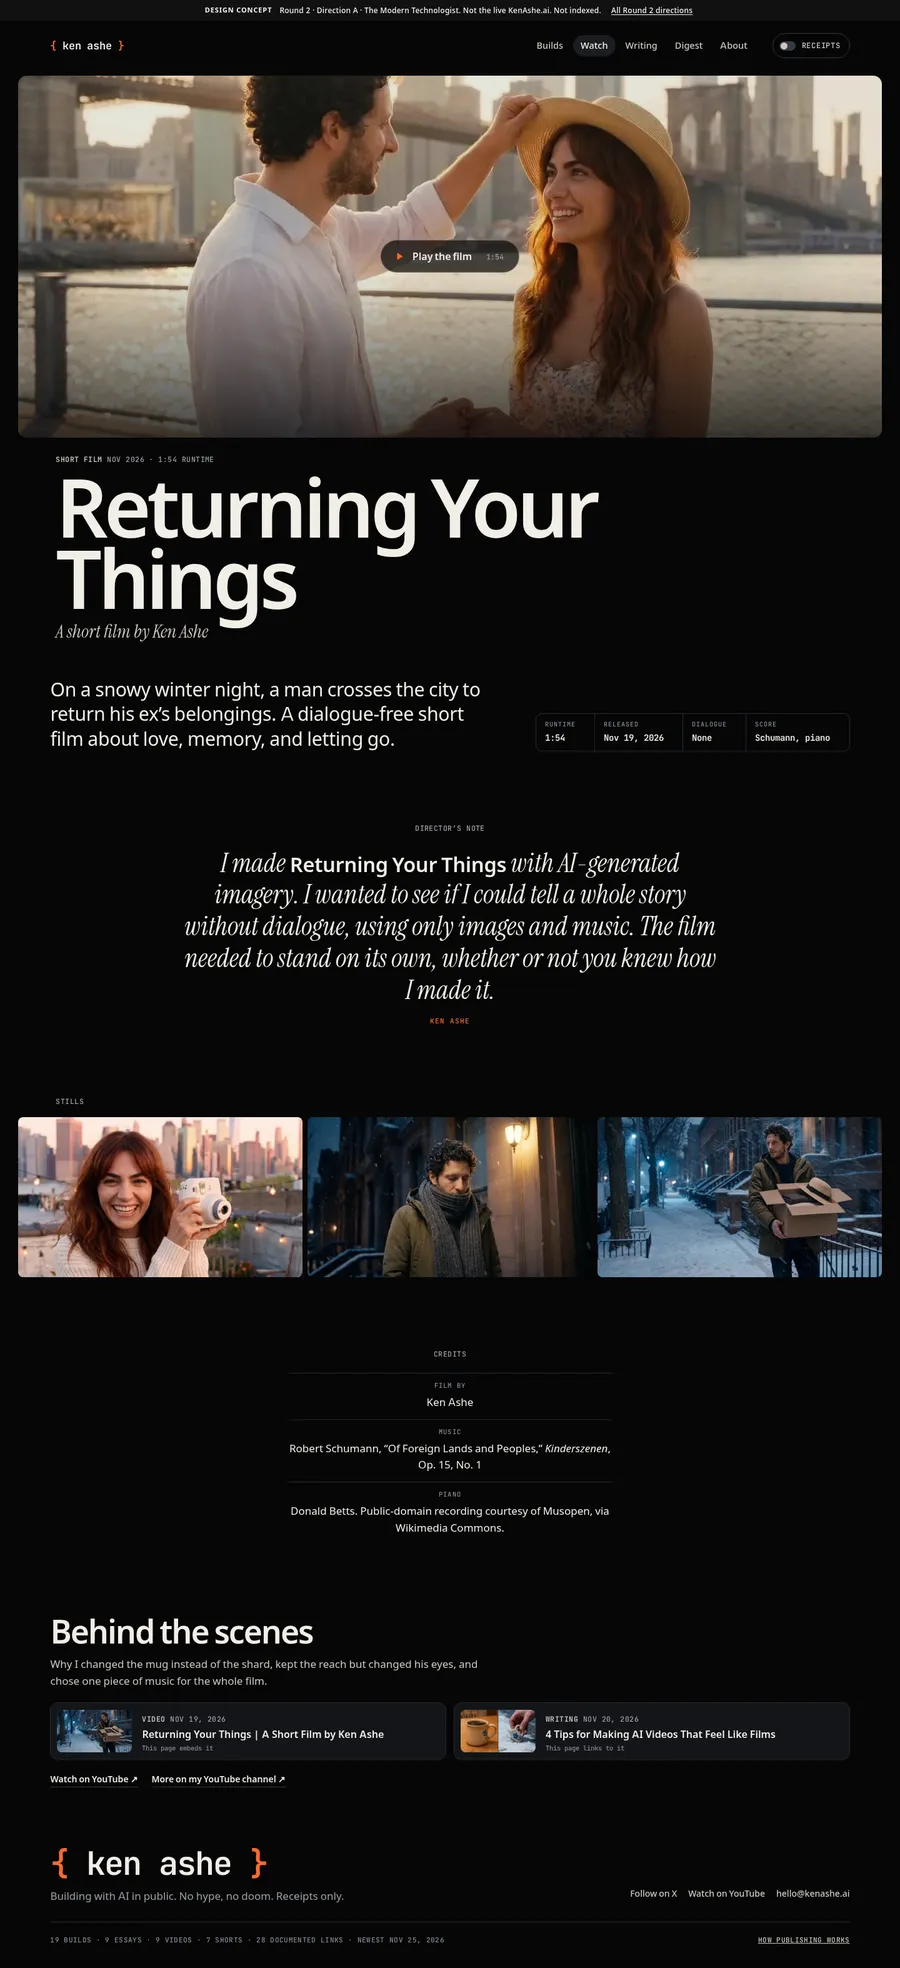 DESIGN CONCEPT Round 2 · Direction A · The Modern Technologist. Not the live KenAshe.ai. Not indexed. All Round 2 directions
{ ken ashe }
Builds Watch Writing Digest About RECEIPTS
Play the film 1:54
SHORT FILM NOV 2026 · 1:54 RUNTIME
Returning Your
Things
A short film by Ken Ashe
On a snowy winter night, a man crosses the city to
return his ex’s belongings. A dialogue-free short
film about love, memory, and letting go.
RUNTIME RELEASED DIALOGUE SCORE
1:54 Nov 19, 2026 None Schumann, piano
DIRECTOR’S NOTE
I made Returning Your Things with AI-generated
imagery. I wanted to see if I could tell a whole story
without dialogue, using only images and music. The film
needed to stand on its own, whether or not you knew how
I made it.
KEN ASHE
STILLS
CREDITS
FILM BY
Ken Ashe
MUSIC
Robert Schumann, “Of Foreign Lands and Peoples,” Kinderszenen,
Op. 15, No. 1
PIANO
Donald Betts. Public-domain recording courtesy of Musopen, via
Wikimedia Commons.
Behind the scenes
Why I changed the mug instead of the shard, kept the reach but changed his eyes, and
chose one piece of music for the whole film.
VIDEO NOV 19, 2026
Returning Your Things | A Short Film by Ken Ashe
This page embeds it
WRITING NOV 20, 2026
4 Tips for Making AI Videos That Feel Like Films
This page links to it
Watch on YouTube ↗ More on my YouTube channel ↗
{ ken ashe }
Building with AI in public. No hype, no doom. Receipts only.
Follow on X Watch on YouTube hello@kenashe.ai
19 BUILDS · 9 ESSAYS · 9 VIDEOS · 7 SHORTS · 28 DOCUMENTED LINKS · NEWEST NOV 25, 2026
HOW PUBLISHING WORKS